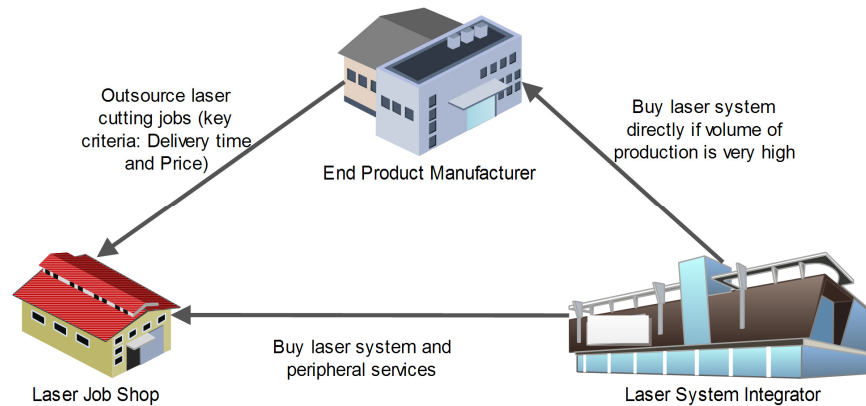 Outsource laser
cutting jobs (key
criteria: Delivery time
and Price)
Buy laser system
directly if volume of
production is very high
End Product Manufacturer
Buy laser system and
peripheral services
Laser Job Shop
Laser System Integrator